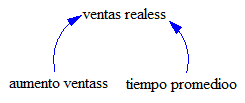 ventas realess
aumento ventass
tiempo promedioo